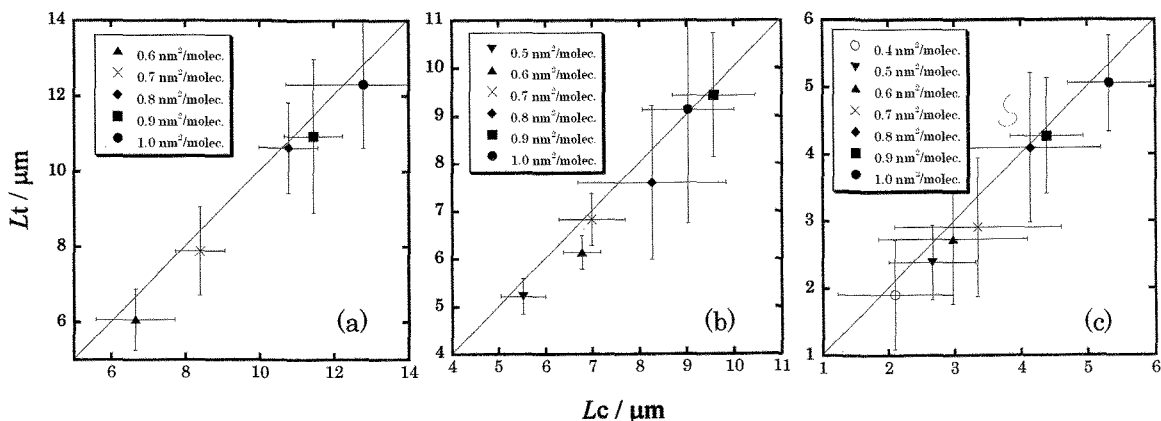 Lt / μm
14
12
10
8
6
▲ 0.6 nm²/molec.
× 0.7 nm²/molec.
◆ 0.8 nm²/molec.
■ 0.9 nm²/molec.
● 1.0 nm²/molec.
(a)
6 8 10 12 14
11
10
9
8
7
6
5
4
▼ 0.5 nm²/molec.
▲ 0.6 nm²/molec.
× 0.7 nm²/molec.
◆ 0.8 nm²/molec.
■ 0.9 nm²/molec.
● 1.0 nm²/molec.
(b)
4 5 6 7 8 9 10 11
6
5
4
3
2
1
○ 0.4 nm²/molec.
▼ 0.5 nm²/molec.
▲ 0.6 nm²/molec.
× 0.7 nm²/molec.
◆ 0.8 nm²/molec.
■ 0.9 nm²/molec.
● 1.0 nm²/molec.
(c)
1 2 3 4 5 6
Lc / μm